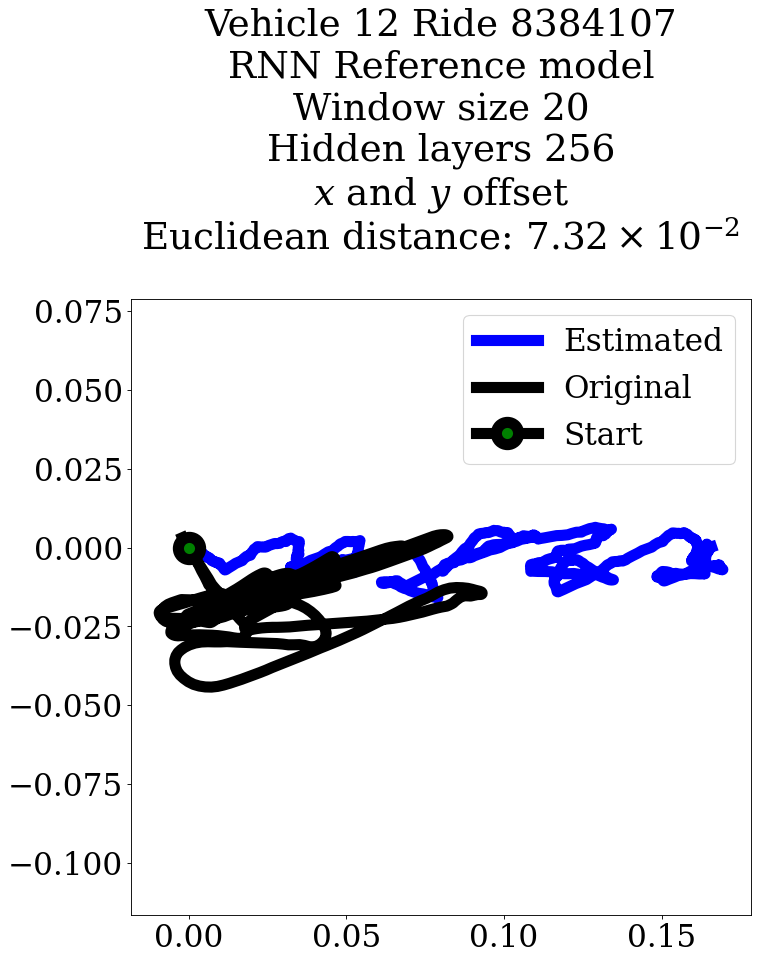 Vehicle 12 Ride 8384107
RNN Reference model
Window size 20
Hidden layers 256
x and y offset
Euclidean distance: 7.32 × 10⁻²
Estimated
Original
Start
0.075
0.050
0.025
0.000
−0.025
−0.050
−0.075
−0.100
0.00 0.05 0.10 0.15